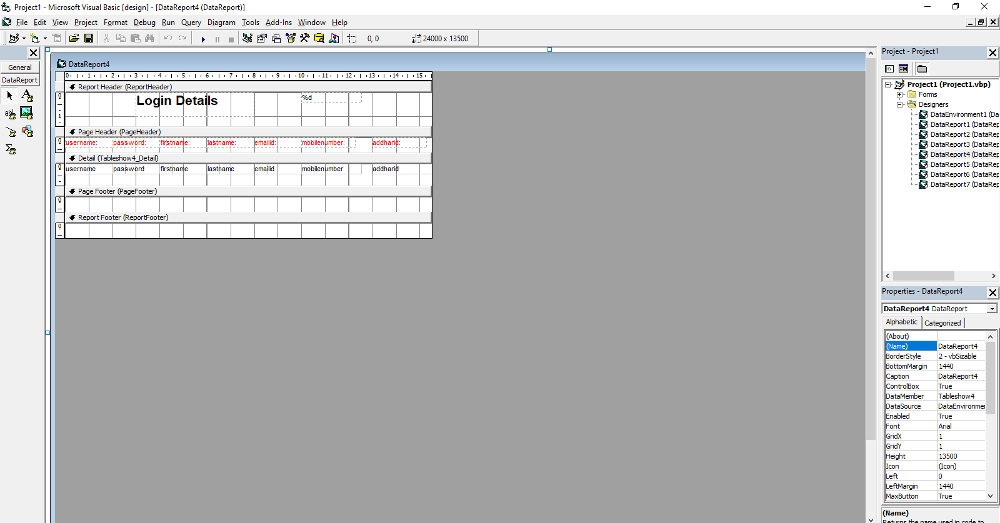 Project1 - Microsoft Visual Basic [design] - [DataReport4 (DataReport)]
File Edit View Project Format Debug Run Query Diagram Tools Add-Ins Window Help
0, 0 24000 x 13500
General
DataReport
DataReport4
0 1 2 3 4 5 6 7 8 9 10 11 12 13 14 15
Report Header (ReportHeader)
0
1
Login Details %d
Page Header (PageHeader)
0
username: password: firstname: lastname: emailid: mobilenumber: addharid:
Detail (Tableshow4_Detail)
0
username password firstname lastname emailid mobilenumber addharid
Page Footer (PageFooter)
0
Report Footer (ReportFooter)
0
Project - Project1
Project1 (Project1.vbp)
Forms
Designers
DataEnvironment1 (Da
DataReport1 (DataRep
DataReport2 (DataRep
DataReport3 (DataRep
DataReport4 (DataRep
DataReport5 (DataRep
DataReport6 (DataRep
DataReport7 (DataRep
Properties - DataReport4
DataReport4 DataReport
Alphabetic Categorized
(About)
(Name) DataReport4
BorderStyle 2 - vbSizable
BottomMargin 1440
Caption DataReport4
ControlBox True
DataMember Tableshow4
DataSource DataEnvironmen
Enabled True
Font Arial
GridX 1
GridY 1
Height 13500
Icon (Icon)
Left 0
LeftMargin 1440
MaxButton True
(Name)
Returns the name used in code to